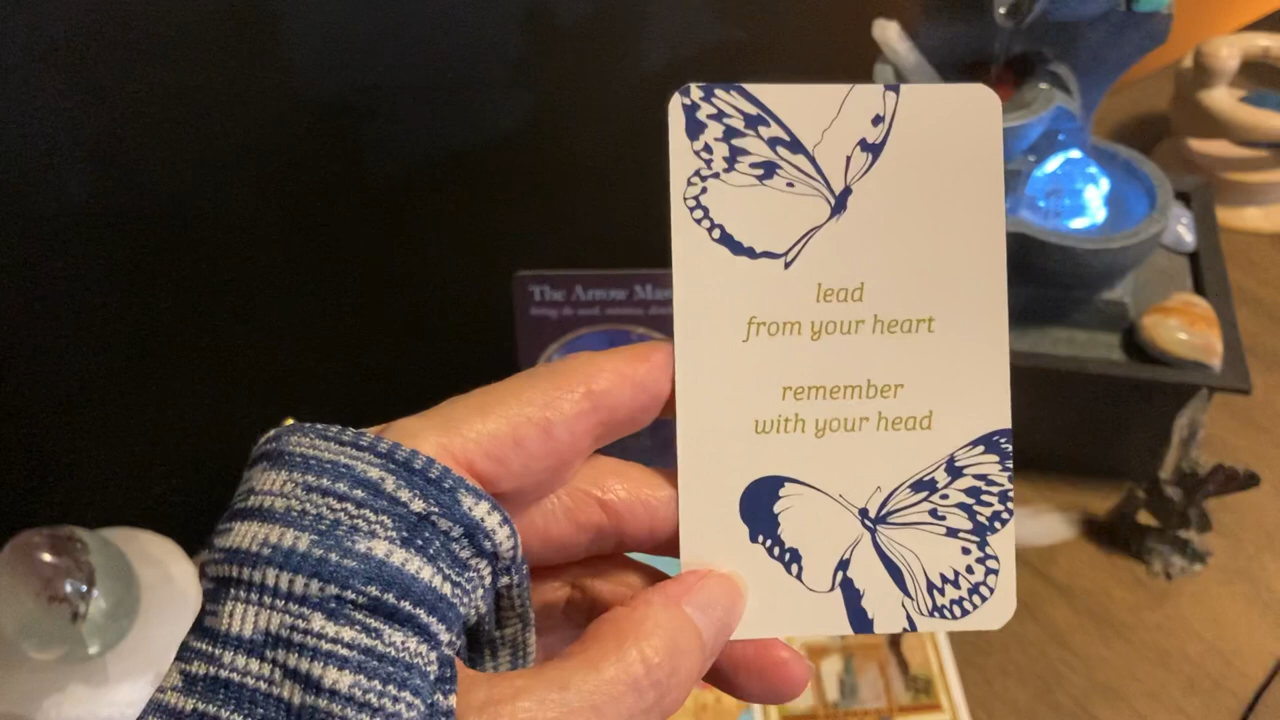 The Arrow
lead
from your heart
remember
with your head